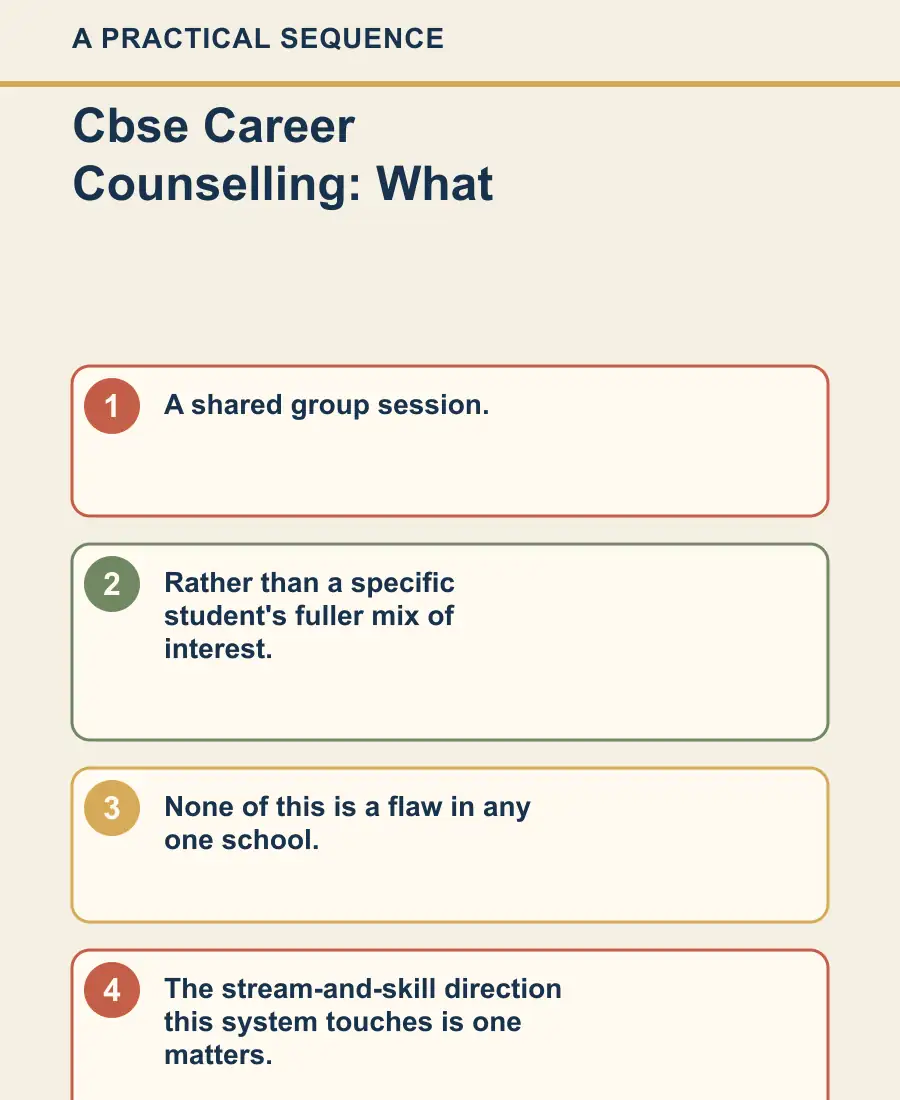 A PRACTICAL SEQUENCE
Cbse Career
Counselling: What
1
A shared group session.
2
Rather than a specific
student's fuller mix of
interest.
3
None of this is a flaw in any
one school.
4
The stream-and-skill direction
this system touches is one
matters.